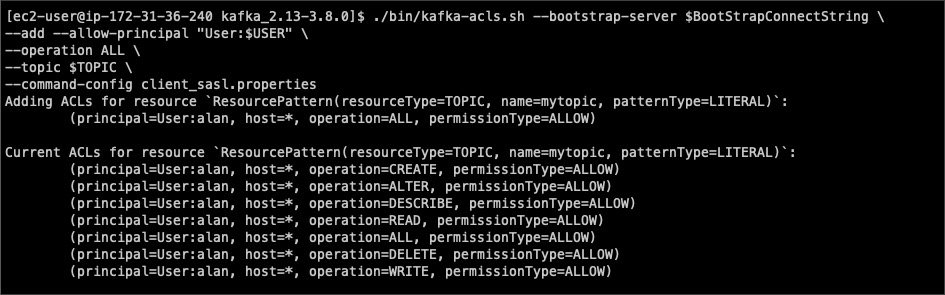 [ec2-user@ip-172-31-36-240 kafka_2.13-3.8.0]$ ./bin/kafka-acls.sh --bootstrap-server $BootStrapConnectString \
--add --allow-principal "User:$USER" \
--operation ALL \
--topic $TOPIC \
--command-config client_sasl.properties
Adding ACLs for resource `ResourcePattern(resourceType=TOPIC, name=mytopic, patternType=LITERAL)`:
        (principal=User:alan, host=*, operation=ALL, permissionType=ALLOW)

Current ACLs for resource `ResourcePattern(resourceType=TOPIC, name=mytopic, patternType=LITERAL)`:
        (principal=User:alan, host=*, operation=CREATE, permissionType=ALLOW)
        (principal=User:alan, host=*, operation=ALTER, permissionType=ALLOW)
        (principal=User:alan, host=*, operation=DESCRIBE, permissionType=ALLOW)
        (principal=User:alan, host=*, operation=READ, permissionType=ALLOW)
        (principal=User:alan, host=*, operation=ALL, permissionType=ALLOW)
        (principal=User:alan, host=*, operation=DELETE, permissionType=ALLOW)
        (principal=User:alan, host=*, operation=WRITE, permissionType=ALLOW)